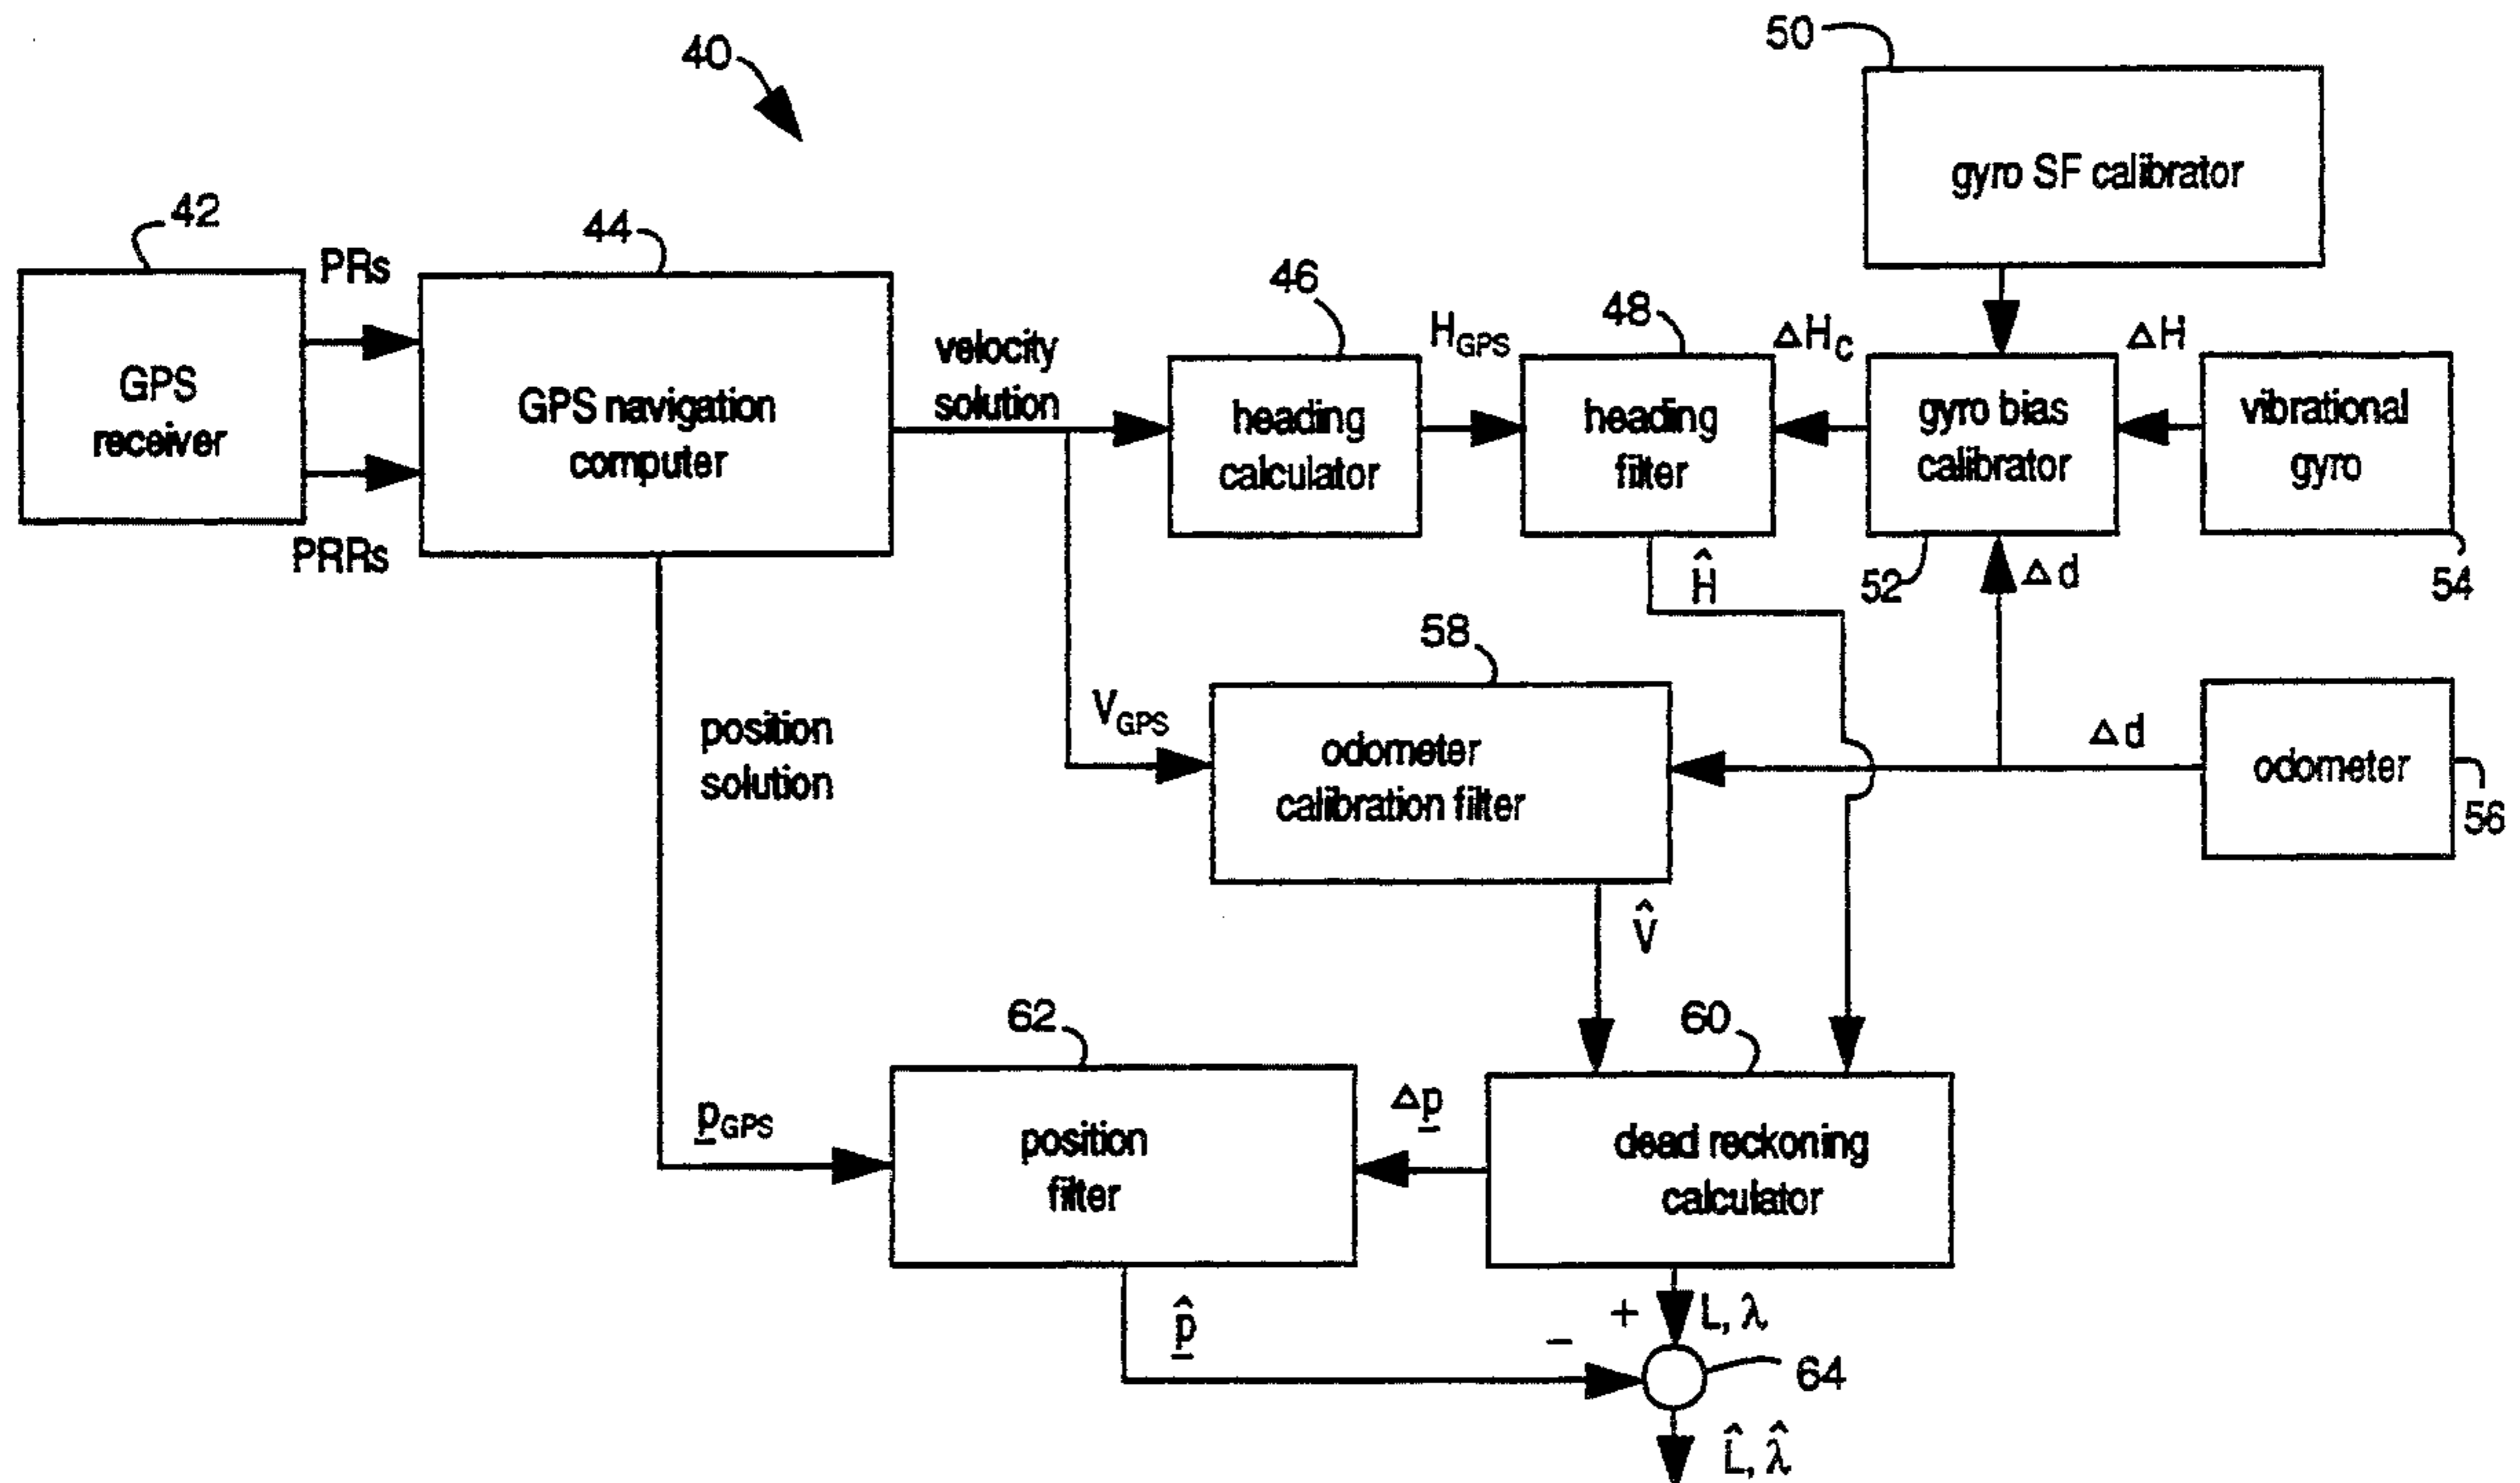 40
50
gyro SF calibrator
42
PRs
44
46
48
GPS
receiver
GPS navigation
computer
velocity
solution
H_GPS
ΔH_C
ΔH
heading
calculator
heading
filter
gyro bias
calibrator
vibrational
gyro
PRRs
Ĥ
52
Δd
54
58
position
solution
V_GPS
odometer
calibration filter
Δd
odometer
56
V̂
62
60
p̲_GPS
position
filter
Δp̲
dead reckoning
calculator
p̲̂
−
+
L, λ
64
L̂, λ̂